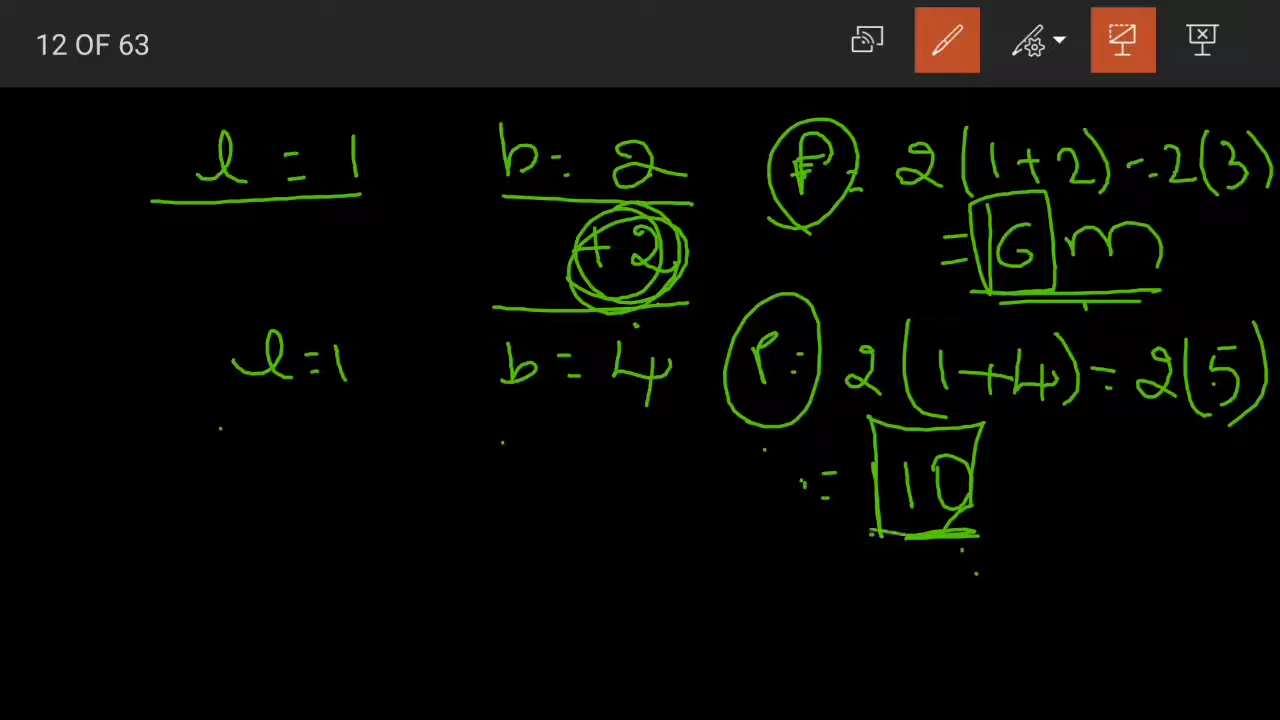 12 OF 63
l = 1 b = 2 P = 2(1+2) = 2(3)
+2 = 6 m
l = 1 b = 4 P = 2(1+4) = 2(5)
= 10